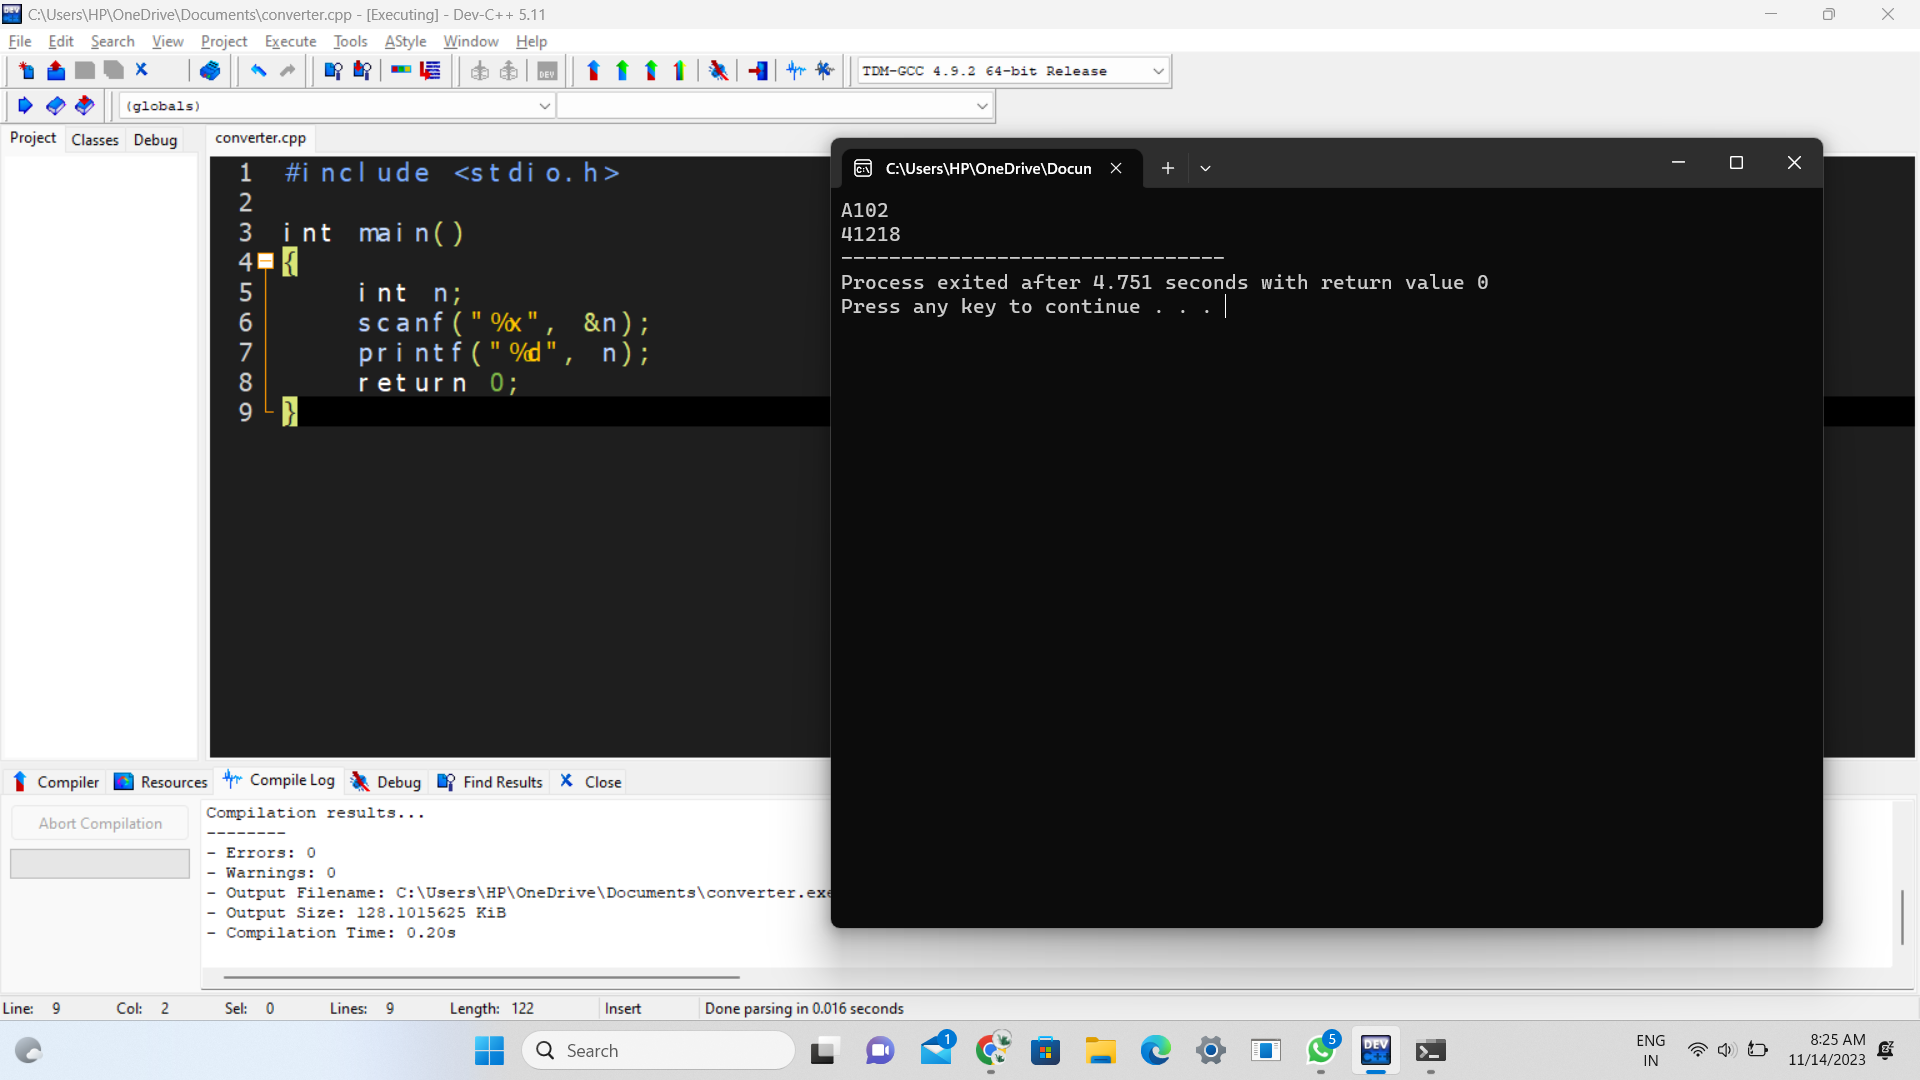 C:\Users\HP\OneDrive\Documents\converter.cpp - [Executing] - Dev-C++ 5.11
File Edit Search View Project Execute Tools AStyle Window Help
TDM-GCC 4.9.2 64-bit Release
(globals)
Project Classes Debug
converter.cpp
1 #include <stdio.h>
2
3 int main()
4 {
5 int n;
6 scanf("%x", &n);
7 printf("%d", n);
8 return 0;
9 }
C:\Users\HP\OneDrive\Docun
A102
41218
--------------------------------
Process exited after 4.751 seconds with return value 0
Press any key to continue . . .
Compiler Resources Compile Log Debug Find Results Close
Abort Compilation
Compilation results...
--------
- Errors: 0
- Warnings: 0
- Output Filename: C:\Users\HP\OneDrive\Documents\converter.exe
- Output Size: 128.1015625 KiB
- Compilation Time: 0.20s
Line: 9 Col: 2 Sel: 0 Lines: 9 Length: 122 Insert Done parsing in 0.016 seconds
Search
1
5
DEV C++
ENG
IN
8:25 AM
11/14/2023